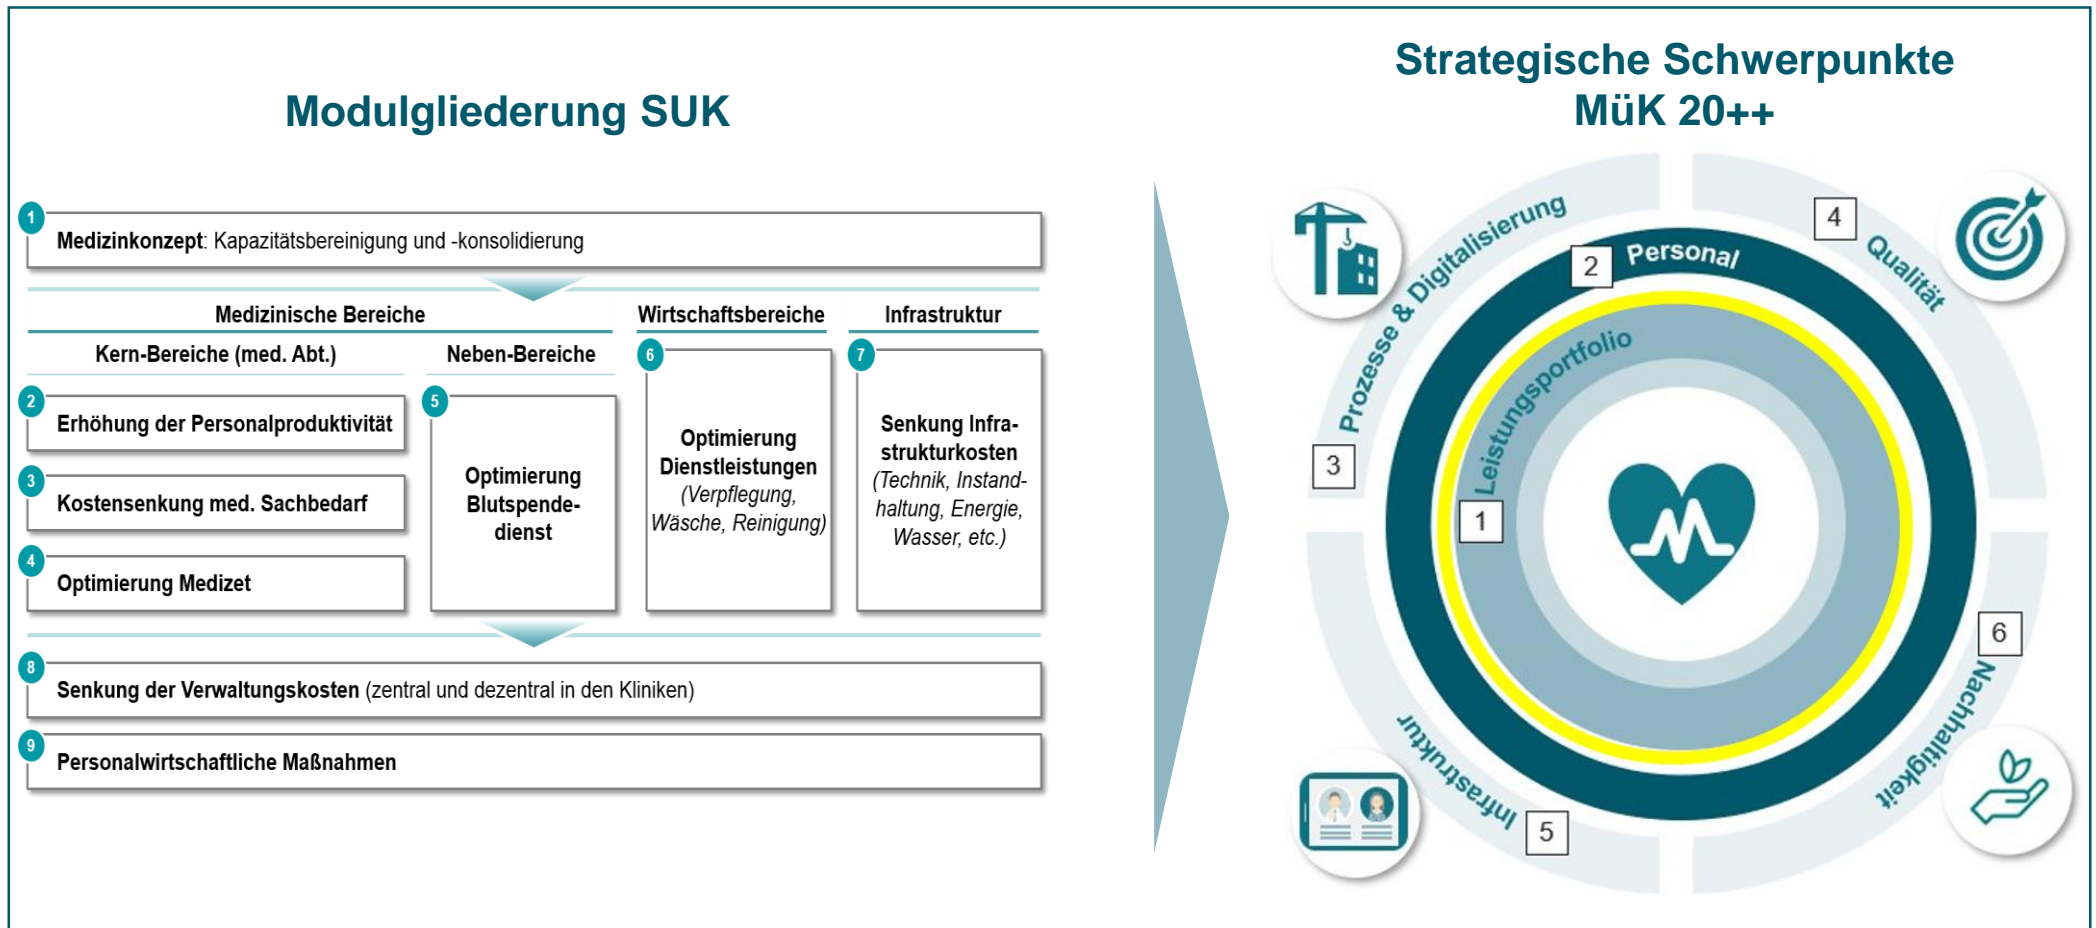 Modulgliederung SUK
1
Medizinkonzept: Kapazitätsbereinigung und -konsolidierung
Medizinische Bereiche
Wirtschaftsbereiche
Infrastruktur
Kern-Bereiche (med. Abt.)
Neben-Bereiche
2
Erhöhung der Personalproduktivität
3
Kostensenkung med. Sachbedarf
4
Optimierung Medizet
5
Optimierung
Blutspende-
dienst
6
Optimierung
Dienstleistungen
(Verpflegung,
Wäsche, Reinigung)
7
Senkung Infra-
strukturkosten
(Technik, Instand-
haltung, Energie,
Wasser, etc.)
8
Senkung der Verwaltungskosten (zentral und dezentral in den Kliniken)
9
Personalwirtschaftliche Maßnahmen
Strategische Schwerpunkte
MüK 20++
1
Leistungsportfolio
2
Personal
3
Prozesse & Digitalisierung
4
Qualität
5
Infrastruktur
6
Nachhaltigkeit